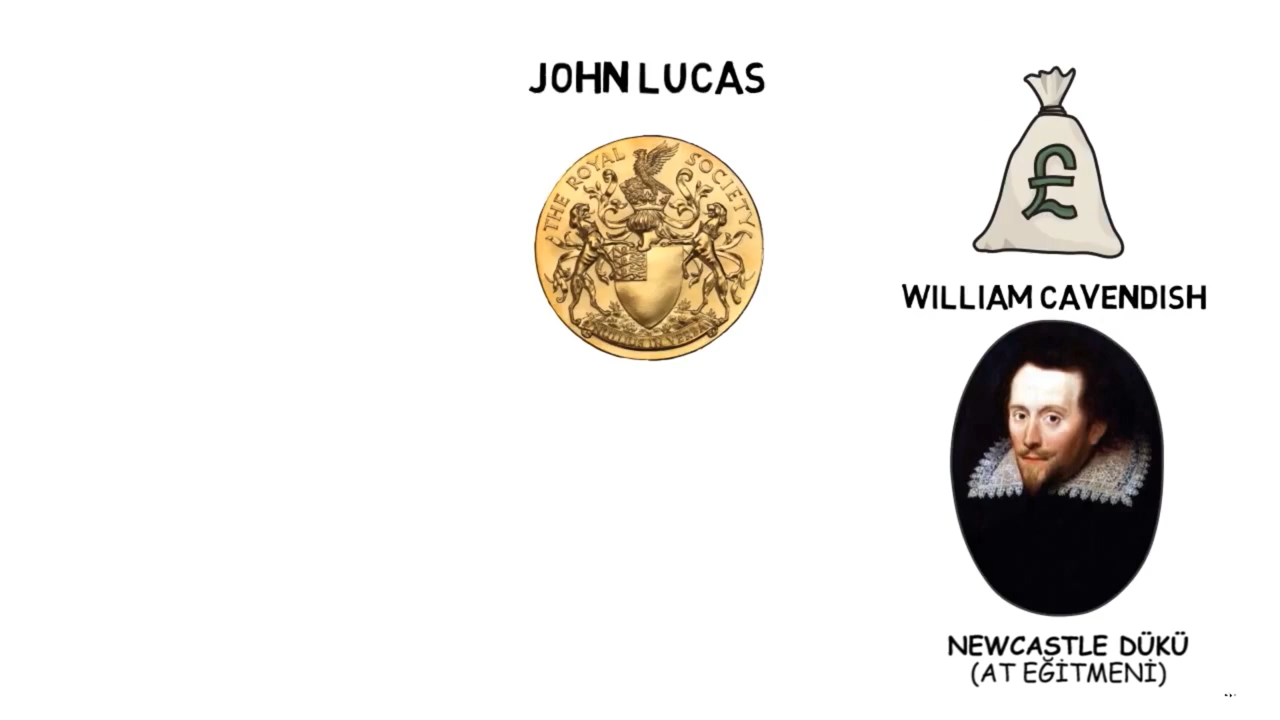 JOHN LUCAS
THE ROYAL SOCIETY
£
WILLIAM CAVENDISH
NEWCASTLE DÜKÜ
(AT EĞİTMENİ)